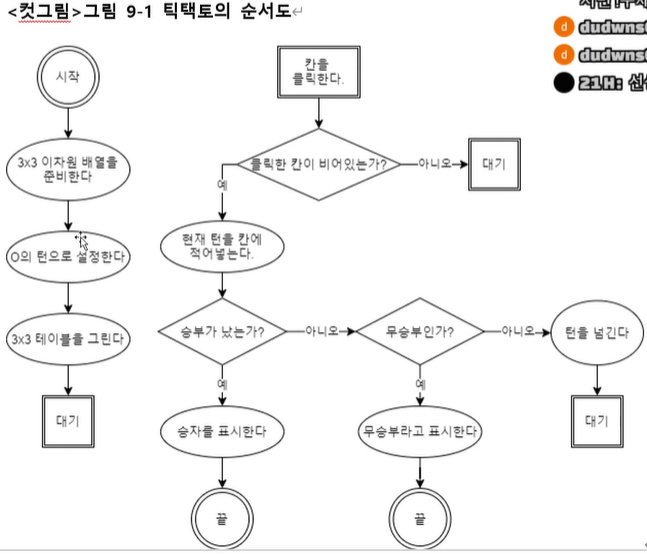 <컷그림>그림 9-1 틱택토의 순서도
dudwns
dudwns
21H: 선
시작
3x3 이차원 배열을
준비한다
O의 턴으로 설정한다
3x3 테이블을 그린다
대기
칸을
클릭한다.
클릭한 칸이 비어있는가?
아니오
대기
예
현재 턴을 칸에
적어넣는다.
승부가 났는가?
아니오
무승부인가?
아니오
턴을 넘긴다
예
예
대기
승자를 표시한다
무승부라고 표시한다
끝
끝